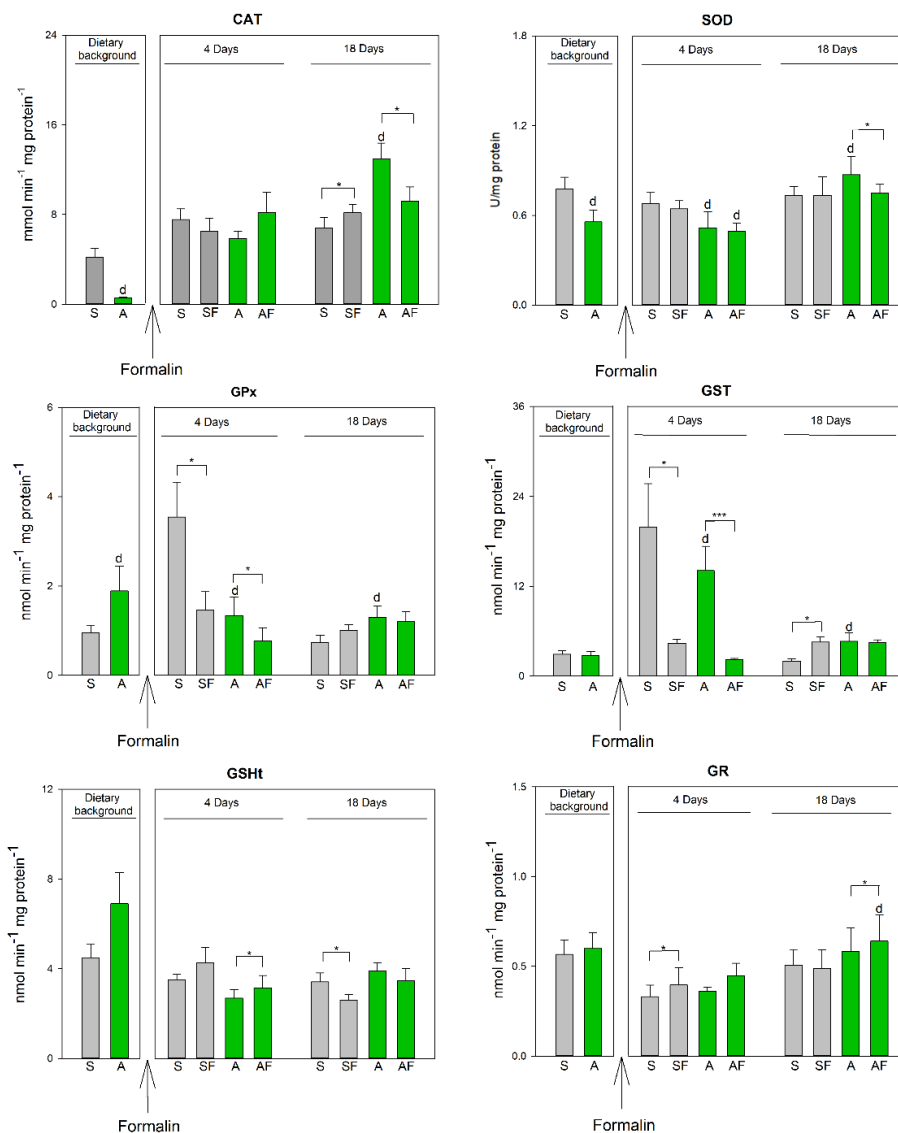 CAT
Dietary
background
4 Days
18 Days
24
16
8
0
mmol min⁻¹ mg protein⁻¹
d
*
d
*
S A S SF A AF S SF A AF
Formalin
SOD
Dietary
background
4 Days
18 Days
1.8
1.2
0.6
0.0
U/mg protein
d
d d
d
*
S A S SF A AF S SF A AF
Formalin
GPx
Dietary
background
4 Days
18 Days
6
4
2
0
nmol min⁻¹ mg protein⁻¹
d
*
d
*
d
S A S SF A AF S SF A AF
Formalin
GST
Dietary
background
4 Days
18 Days
36
24
12
0
nmol min⁻¹ mg protein⁻¹
*
d
***
*
d
S A S SF A AF S SF A AF
Formalin
GSHt
Dietary
background
4 Days
18 Days
12
8
4
0
nmol min⁻¹ mg protein⁻¹
*
*
S A S SF A AF S SF A AF
Formalin
GR
Dietary
background
4 Days
18 Days
1.5
1.0
0.5
0.0
nmol min⁻¹ mg protein⁻¹
*
*
d
S A S SF A AF S SF A AF
Formalin